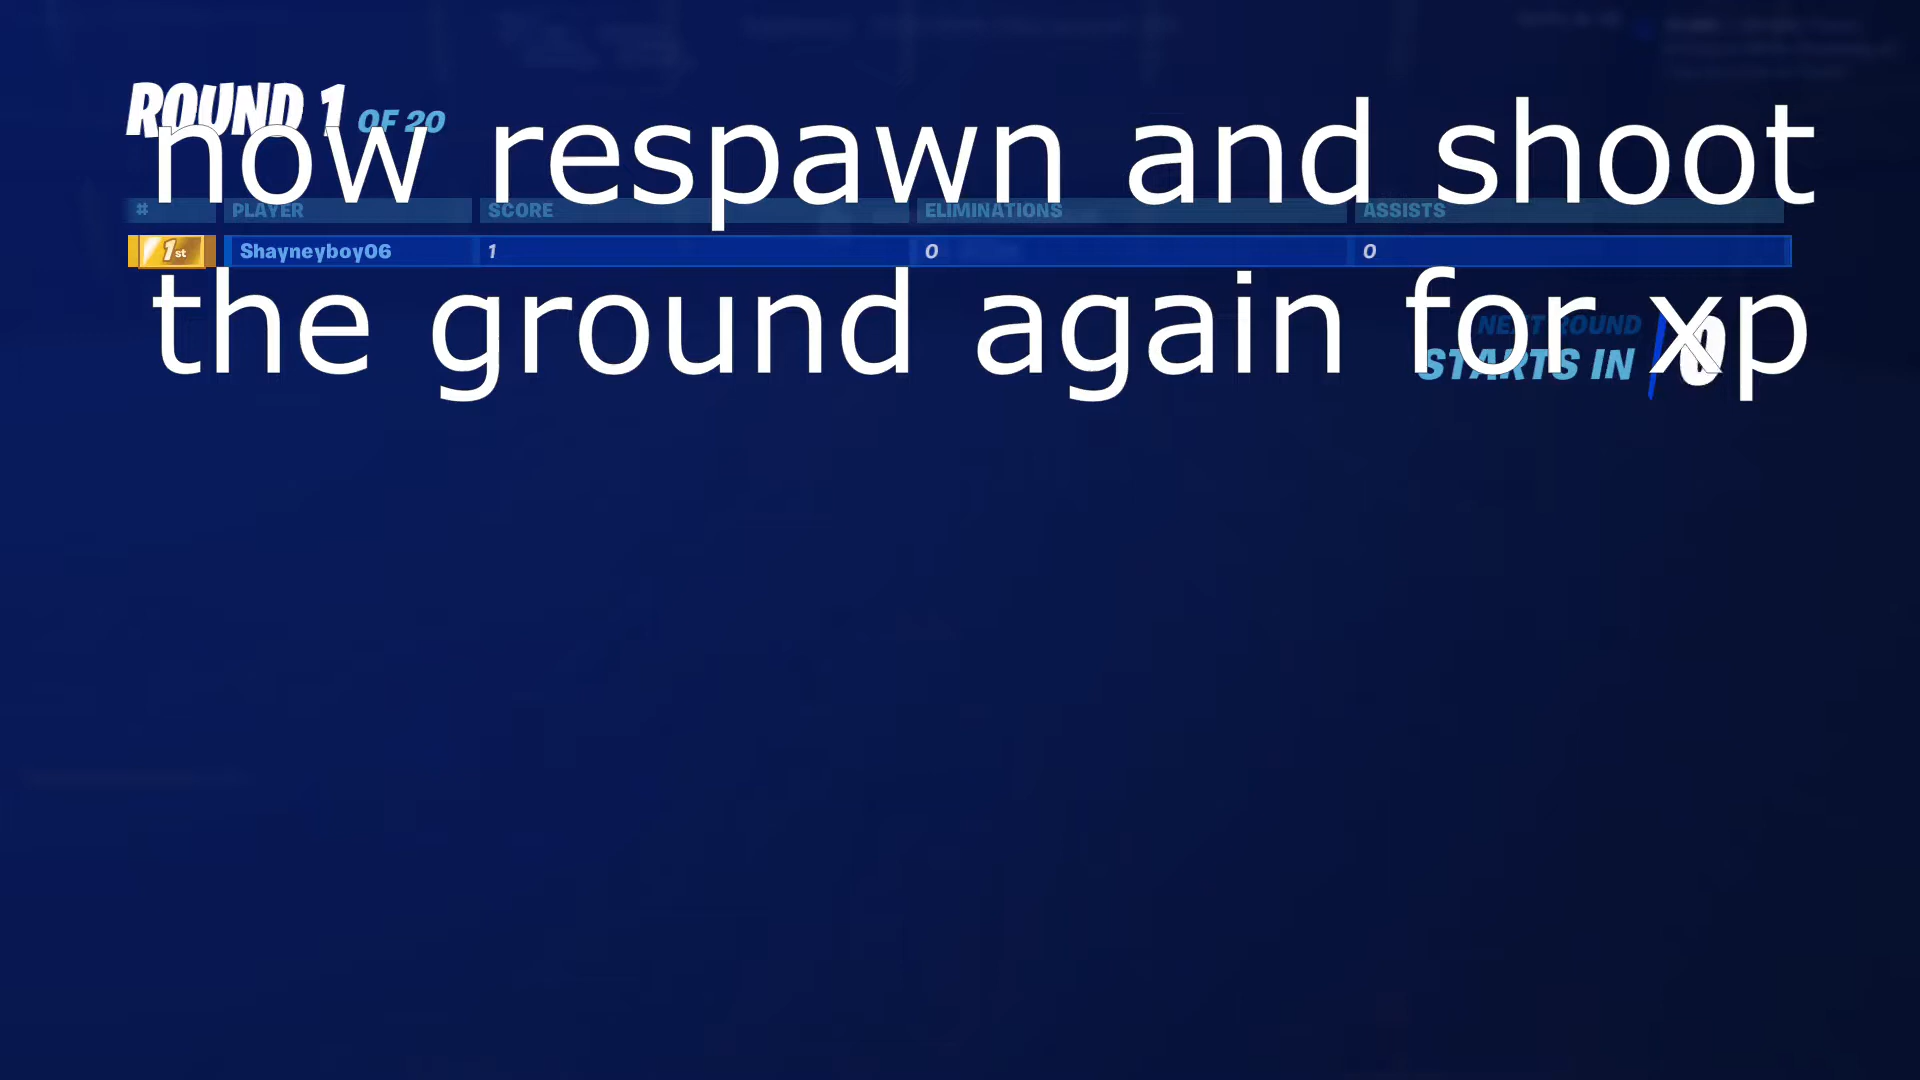 ROUND 1 OF 20
now respawn and shoot
# PLAYER SCORE ELIMINATIONS ASSISTS
1st Shayneyboy06 1 0 0
the ground again for xp
NEXT ROUND
STARTS IN 0